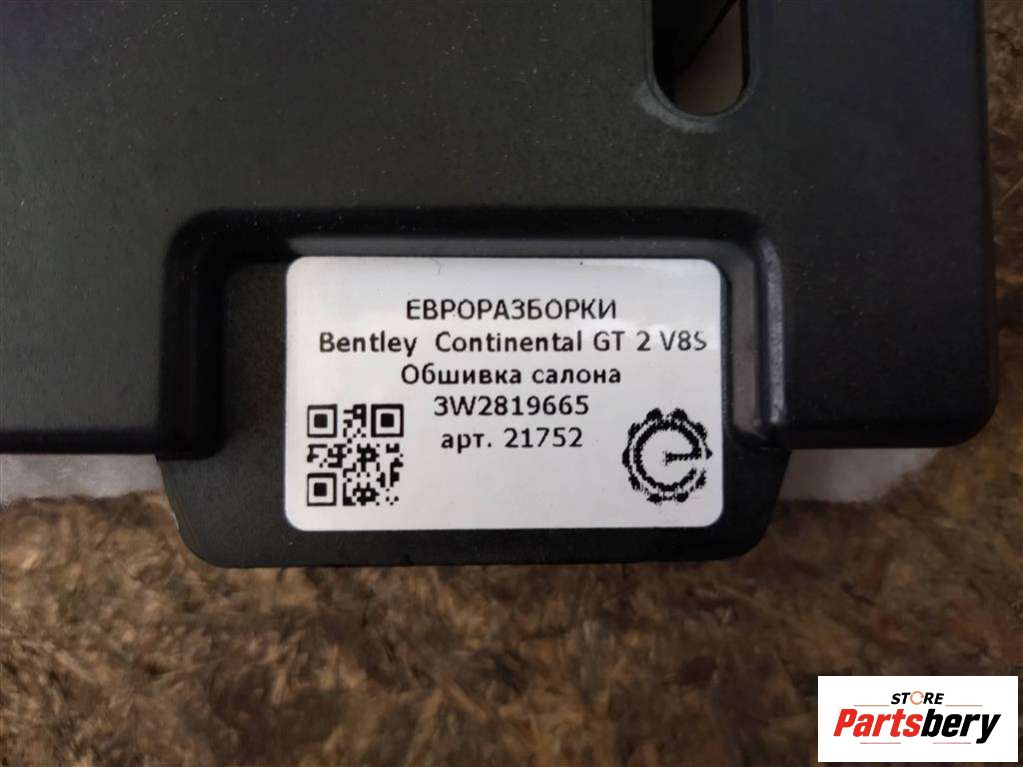 ЕВРОРАЗБОРКИ
Bentley Continental GT 2 V8S
Обшивка салона
3W2819665
арт. 21752
STORE
Partsbery